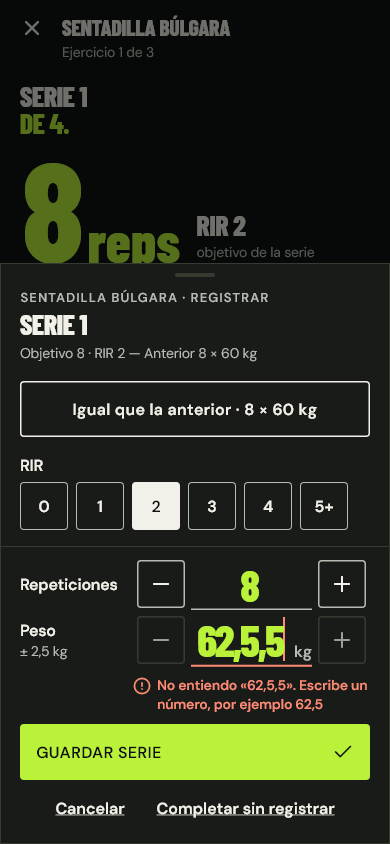 SENTADILLA BÚLGARA
Ejercicio 1 de 3
SERIE 1
DE 4.
8 reps
RIR 2
objetivo de la serie
SENTADILLA BÚLGARA · REGISTRAR
SERIE 1
Objetivo 8 · RIR 2 — Anterior 8 × 60 kg
Igual que la anterior · 8 × 60 kg
RIR
0 1 2 3 4 5+
Repeticiones − 8 +
Peso
± 2,5 kg
− 62,5,5 kg +
No entiendo «62,5,5». Escribe un
número, por ejemplo 62,5
GUARDAR SERIE
Cancelar Completar sin registrar